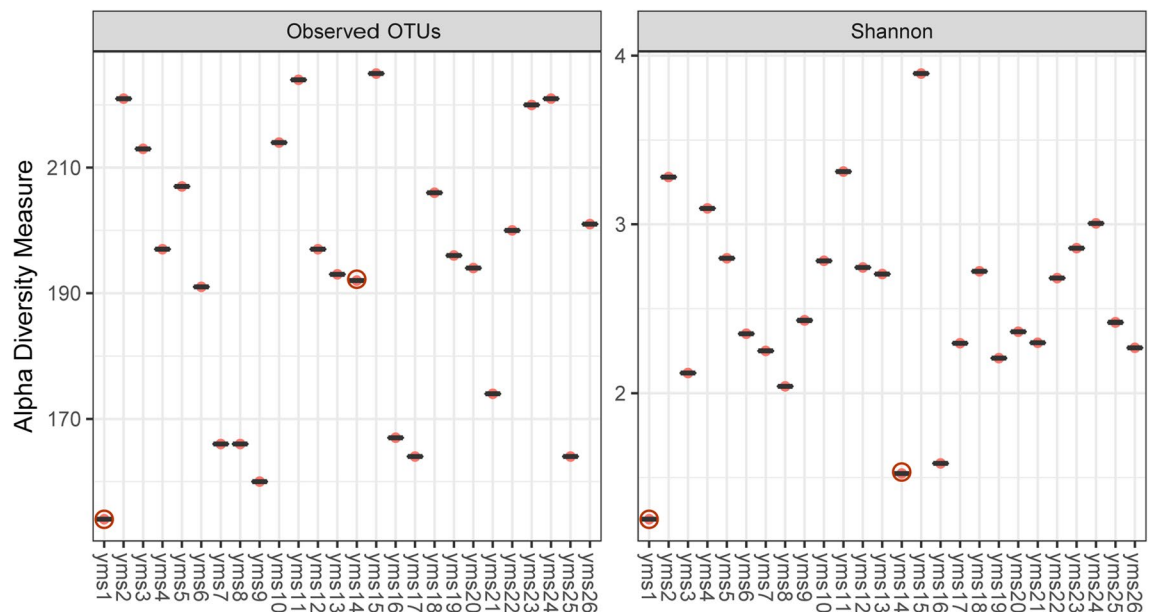 Observed OTUs
Shannon
Alpha Diversity Measure
210
190
170
4
3
2
yms1
yms2
yms3
yms4
yms5
yms6
yms7
yms8
yms9
yms10
yms11
yms12
yms13
yms14
yms15
yms16
yms17
yms18
yms19
yms20
yms21
yms22
yms23
yms24
yms25
yms26
yms1
yms2
yms3
yms4
yms5
yms6
yms7
yms8
yms9
yms10
yms11
yms12
yms13
yms14
yms15
yms16
yms17
yms18
yms19
yms20
yms21
yms22
yms23
yms24
yms25
yms26